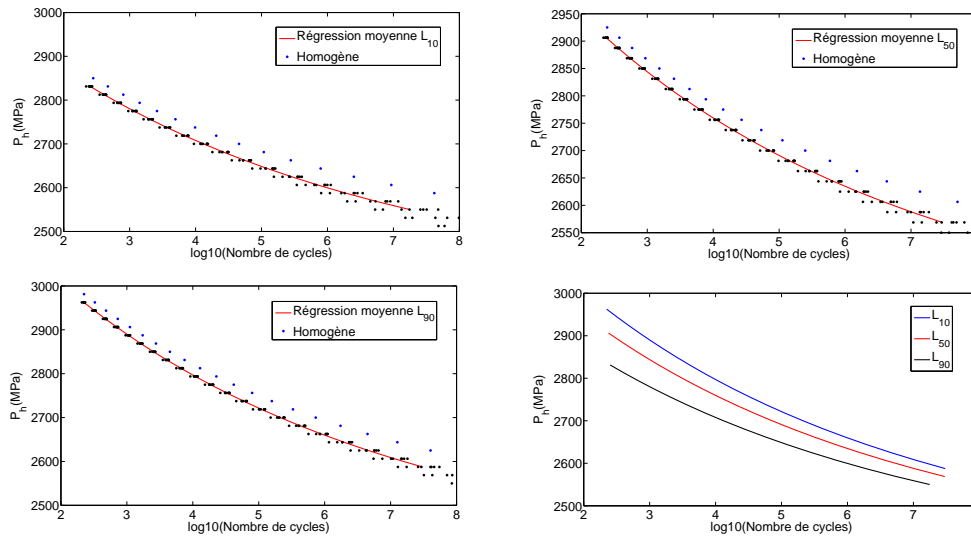 3000
2900
2800
2700
2600
2500
P_h(MPa)
Régression moyenne L_10
Homogène
2 3 4 5 6 7 8
log10(Nombre de cycles)
2950
2900
2850
2800
2750
2700
2650
2600
2550
P_h(MPa)
Régression moyenne L_50
Homogène
2 3 4 5 6 7
log10(Nombre de cycles)
3000
2900
2800
2700
2600
2500
P_h(MPa)
Régression moyenne L_90
Homogène
2 3 4 5 6 7 8
log10(Nombre de cycles)
3000
2900
2800
2700
2600
2500
P_h(MPa)
L_10
L_50
L_90
2 3 4 5 6 7
log10(Nombre de cycles)